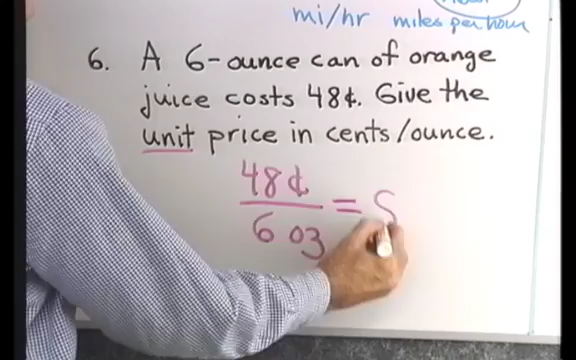 mi/hr miles per hour
6. A 6-ounce can of orange
juice costs 48¢. Give the
unit price in cents/ounce.
48¢
6 oz =